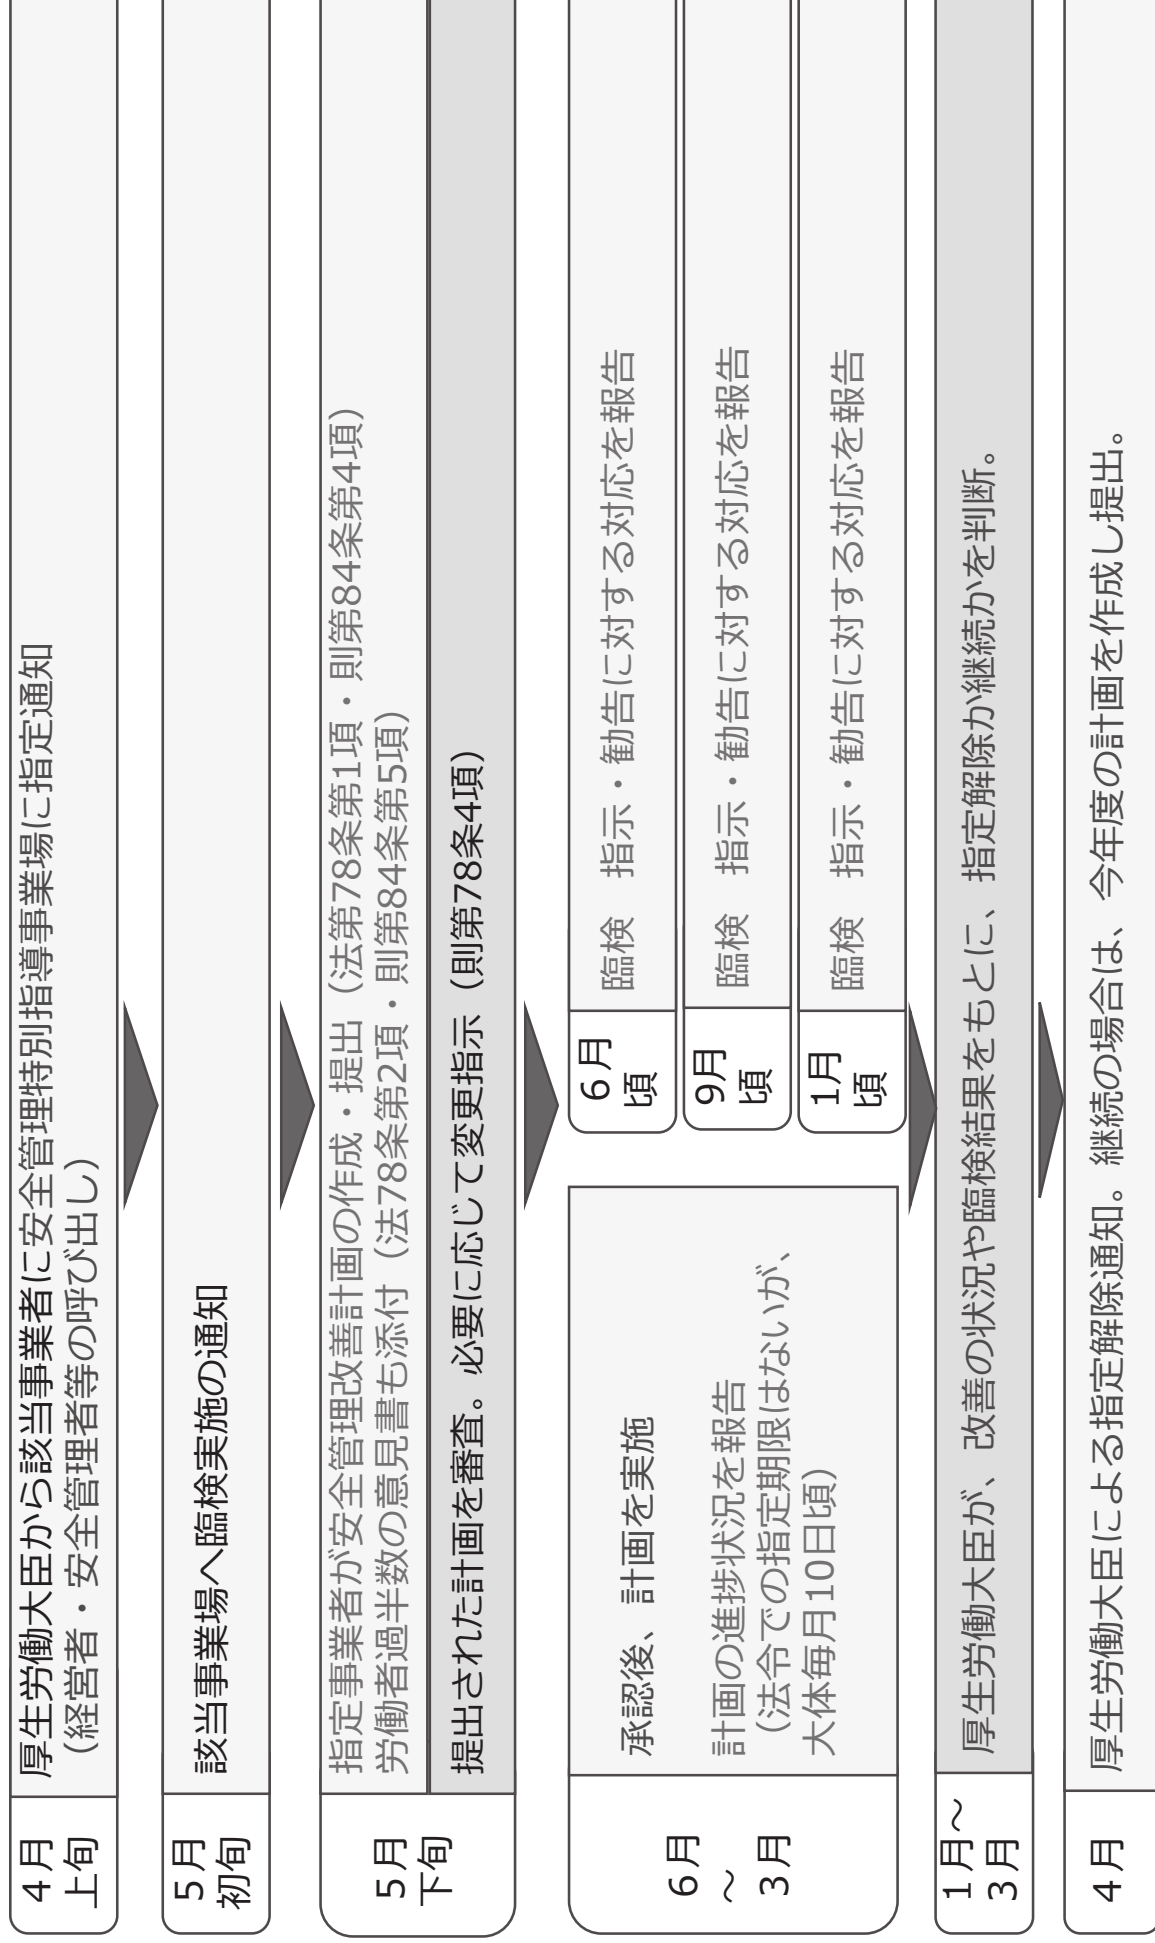 4月
上旬
厚生労働大臣から該当事業者に安全管理特別指導事業場に指定通知
（経営者・安全管理者等の呼び出し）
5月
初旬
該当事業場へ臨検実施の通知
5月
下旬
指定事業者が安全管理改善計画の作成・提出（法第78条第1項・則第84条第4項）
労働者過半数の意見書も添付（法78条第2項・則第84条第5項）
提出された計画を審査。必要に応じて変更指示（則第78条4項）
6月
～
3月
承認後、計画を実施
計画の進捗状況を報告
（法令での指定期限はないが、
大体毎月10日頃）
6月
頃
臨検　指示・勧告に対する対応を報告
9月
頃
臨検　指示・勧告に対する対応を報告
1月
頃
臨検　指示・勧告に対する対応を報告
1月～
3月
厚生労働大臣が、改善の状況や臨検結果をもとに、指定解除か継続かを判断。
4月
厚生労働大臣による指定解除通知。継続の場合は、今年度の計画を作成し提出。